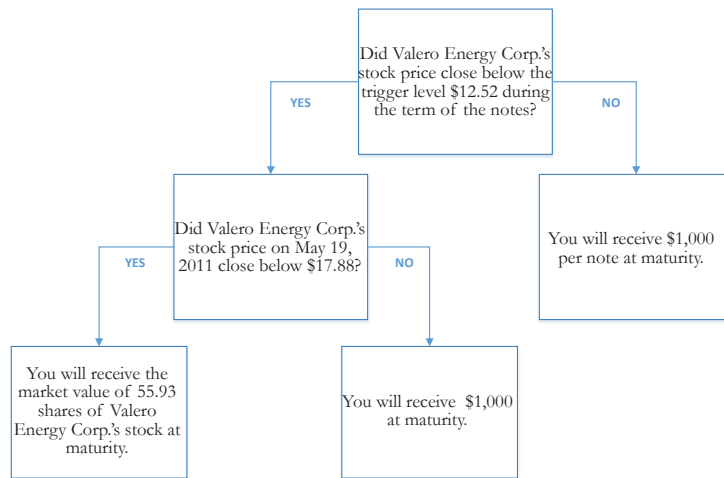 Did Valero Energy Corp.'s
stock price close below the
trigger level $12.52 during
the term of the notes?
YES
NO
Did Valero Energy Corp.'s
stock price on May 19,
2011 close below $17.88?
You will receive $1,000
per note at maturity.
YES
NO
You will receive the
market value of 55.93
shares of Valero
Energy Corp.'s stock at
maturity.
You will receive $1,000
at maturity.